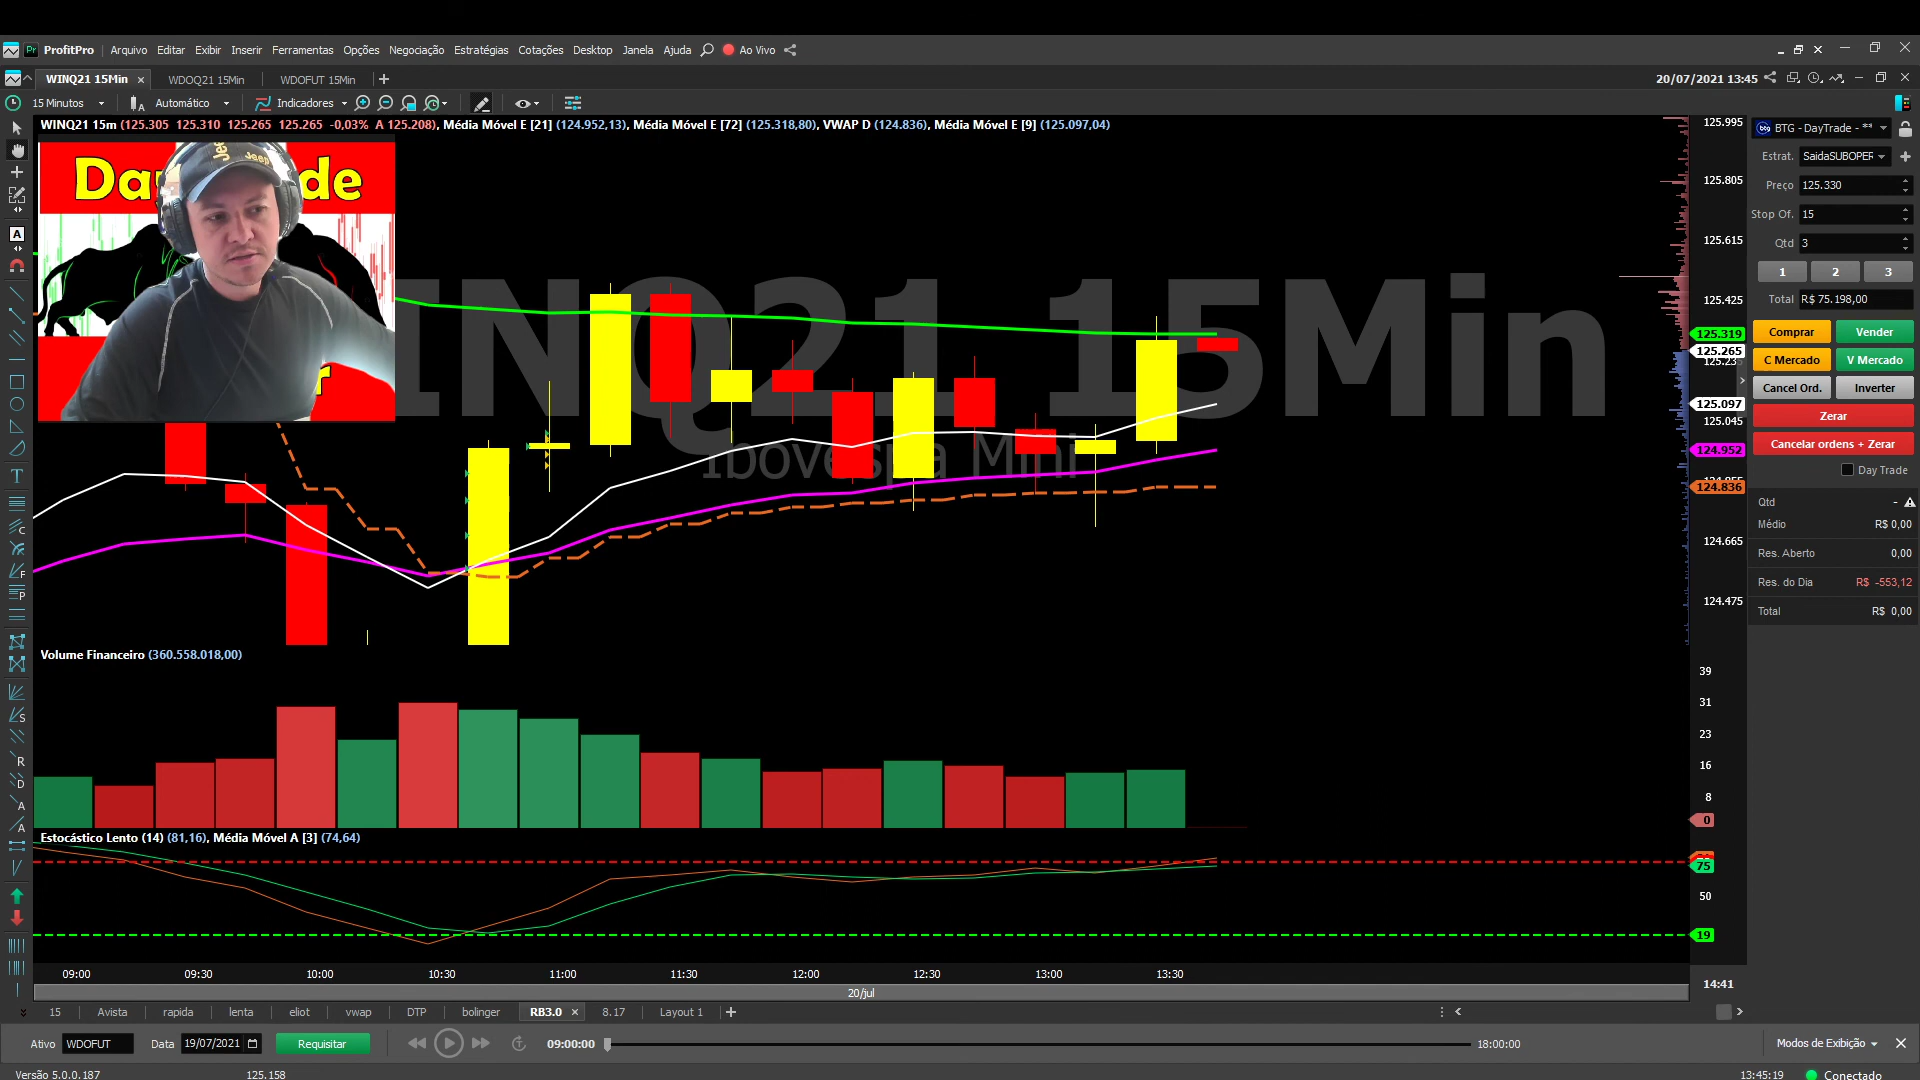 ProfitPro Arquivo Editar Exibir Inserir Ferramentas Opções Negociação Estratégias Cotações Desktop Janela Ajuda Ao Vivo
WINQ21 15Min WDOQ21 15Min WDOFUT 15Min 20/07/2021 13:45
15 Minutos Automático Indicadores
WINQ21 15m (125.305 125.310 125.265 125.265 -0,03% A 125.208), Média Móvel E [21] (124.952,13), Média Móvel E [72] (125.318,80), VWAP D (124.836), Média Móvel E [9] (125.097,04)
INQ21 15Min
Ibovespa Mini
Jeep
125.995
125.805
125.615
125.425
125.319
125.265
125.235
125.097
125.045
124.952
124.855
124.836
124.665
124.475
BTG - DayTrade - **
Estrat. SaidaSUBOPER
Preço 125.330
Stop Of. 15
Qtd 3
1 2 3
Total R$ 75.198,00
Comprar Vender
C Mercado V Mercado
Cancel Ord. Inverter
Zerar
Cancelar ordens + Zerar
Day Trade
Qtd -
Médio R$ 0,00
Res. Aberto 0,00
Res. do Dia R$ -553,12
Total R$ 0,00
Volume Financeiro (360.558.018,00)
39
31
23
16
8
0
Estocástico Lento (14) (81,16), Média Móvel A [3] (74,64)
75
50
19
09:00 09:30 10:00 10:30 11:00 11:30 12:00 12:30 13:00 13:30
14:41
20/jul
15 Avista rapida lenta eliot vwap DTP bolinger RB3.0 8.17 Layout 1
Ativo WDOFUT Data 19/07/2021 Requisitar 09:00:00 18:00:00 Modos de Exibição
Versão 5.0.0.187 125.158 13:45:19 Conectado